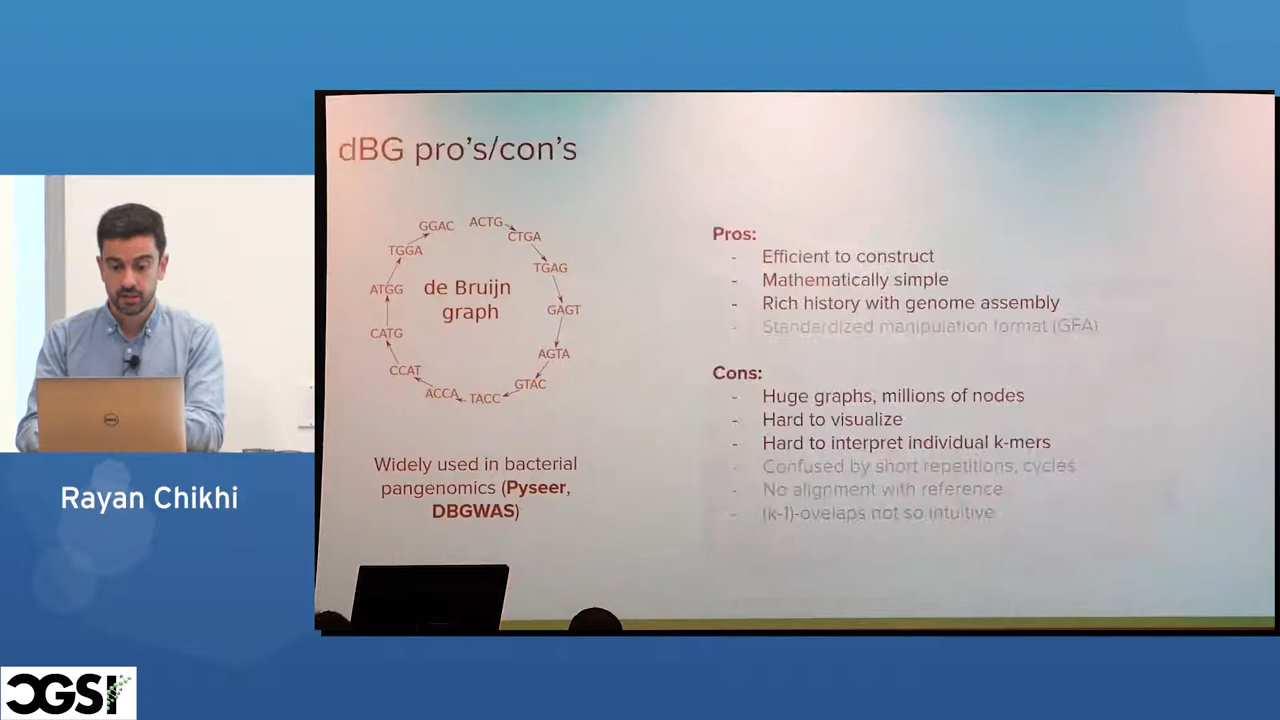 dBG pro's/con's
GGAC
ACTG
CTGA
TGAG
GAGT
AGTA
GTAC
TACC
ACCA
CCAT
CATG
ATGG
TGGA
de Bruijn
graph
Widely used in bacterial
pangenomics (Pyseer,
DBGWAS)
Pros:
- Efficient to construct
- Mathematically simple
- Rich history with genome assembly
- Standardized manipulation format (GFA)
Cons:
- Huge graphs, millions of nodes
- Hard to visualize
- Hard to interpret individual k-mers
- Confused by short repetitions, cycles
- No alignment with reference
- (k-1)-ovelaps not so intuitive
DELL
Rayan Chikhi
CGSI